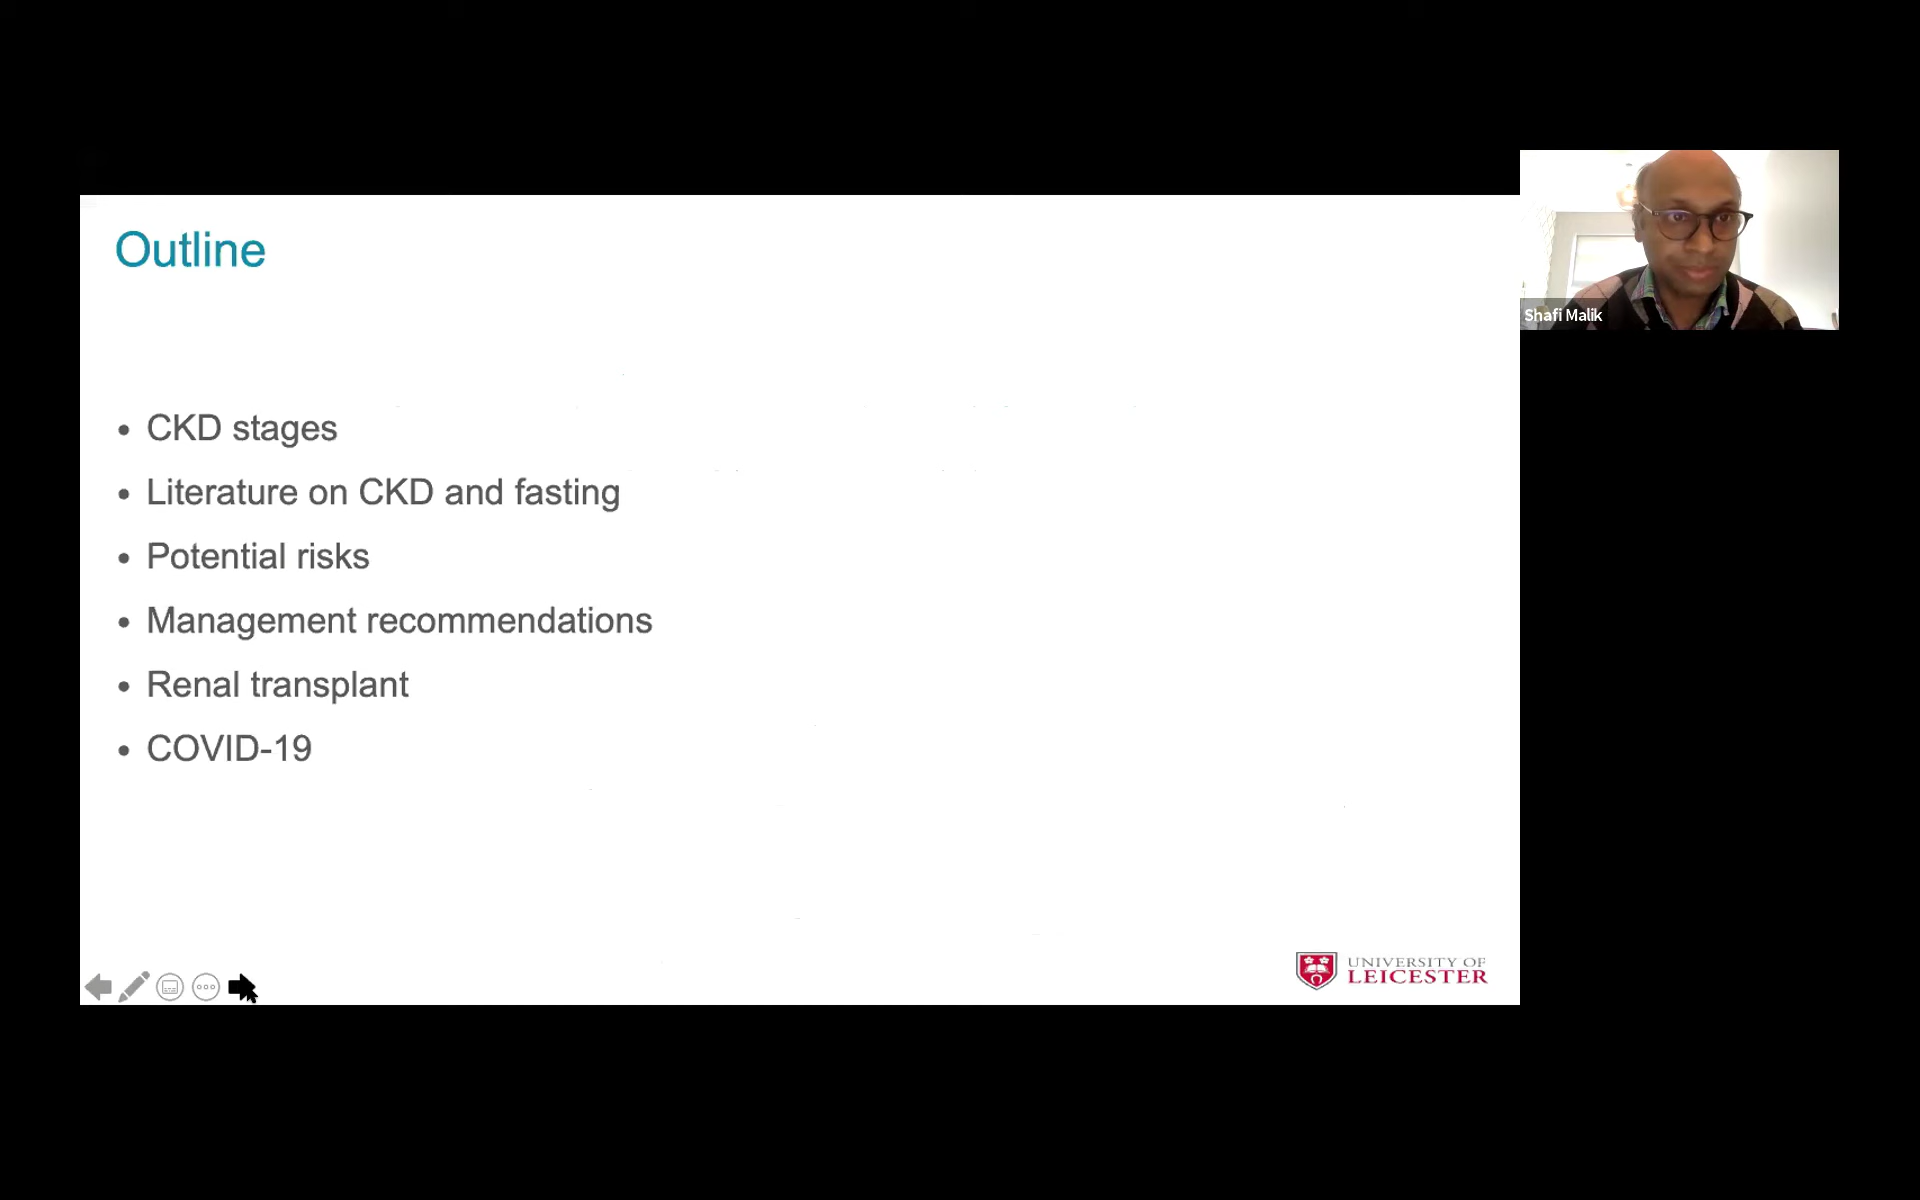 Outline
• CKD stages
• Literature on CKD and fasting
• Potential risks
• Management recommendations
• Renal transplant
• COVID-19
UNIVERSITY OF
LEICESTER
Shafi Malik